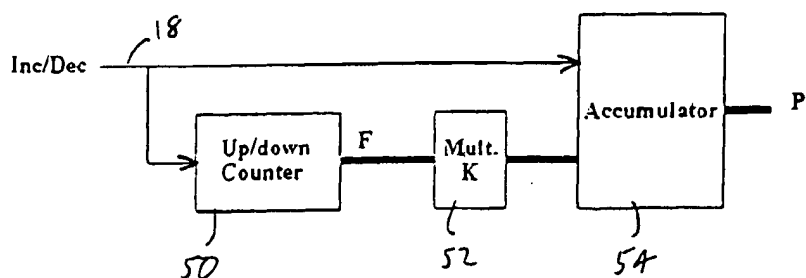 18
Inc/Dec
P
Accumulator
F
Up/down
Counter
Mult.
K
50
52
54